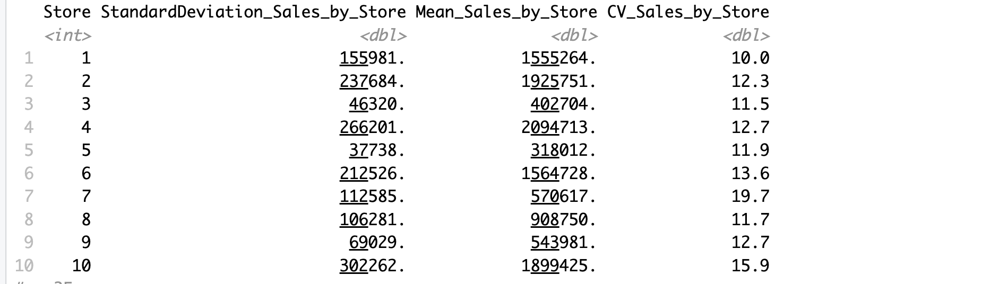 Store StandardDeviation_Sales_by_Store Mean_Sales_by_Store CV_Sales_by_Store
<int> <dbl> <dbl> <dbl>
1 1 155981. 1555264. 10.0
2 2 237684. 1925751. 12.3
3 3 46320. 402704. 11.5
4 4 266201. 2094713. 12.7
5 5 37738. 318012. 11.9
6 6 212526. 1564728. 13.6
7 7 112585. 570617. 19.7
8 8 106281. 908750. 11.7
9 9 69029. 543981. 12.7
10 10 302262. 1899425. 15.9